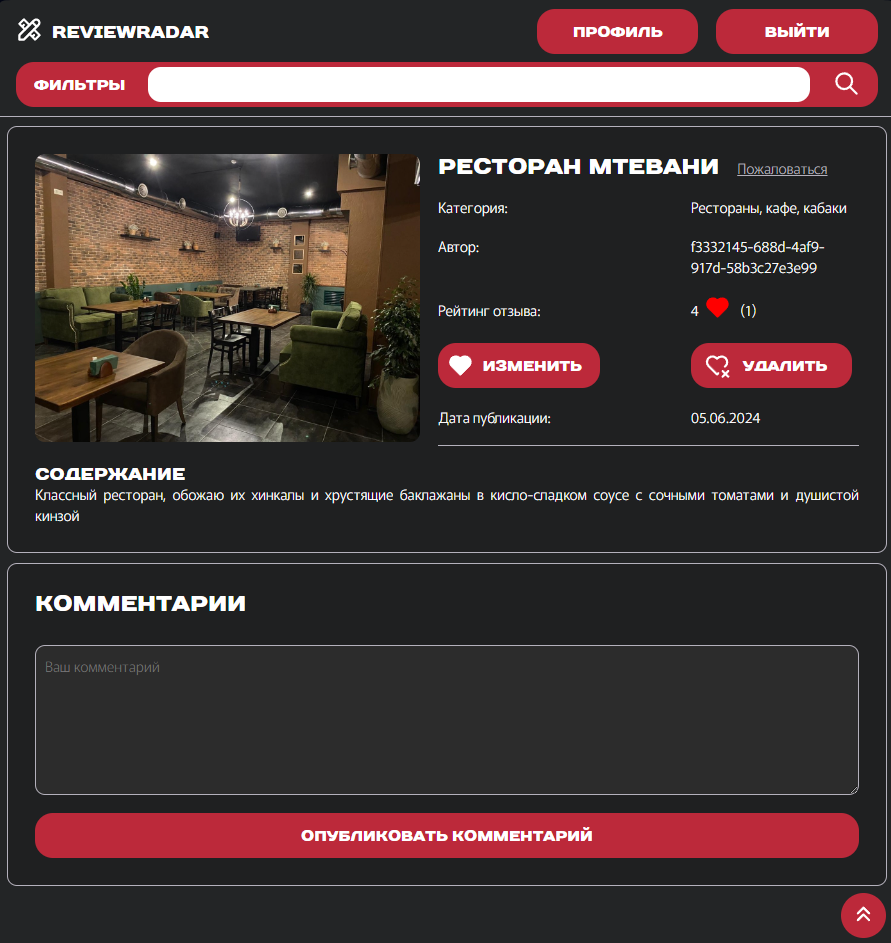 REVIEWRADAR
ПРОФИЛЬ
ВЫЙТИ
ФИЛЬТРЫ
РЕСТОРАН МТЕВАНИ
Пожаловаться
Категория:
Рестораны, кафе, кабаки
Автор:
f3332145-688d-4af9-
917d-58b3c27e3e99
Рейтинг отзыва:
4 (1)
ИЗМЕНИТЬ
УДАЛИТЬ
Дата публикации:
05.06.2024
СОДЕРЖАНИЕ
Классный ресторан, обожаю их хинкалы и хрустящие баклажаны в кисло-сладком соусе с сочными томатами и душистой
кинзой
КОММЕНТАРИИ
Ваш комментарий
ОПУБЛИКОВАТЬ КОММЕНТАРИЙ